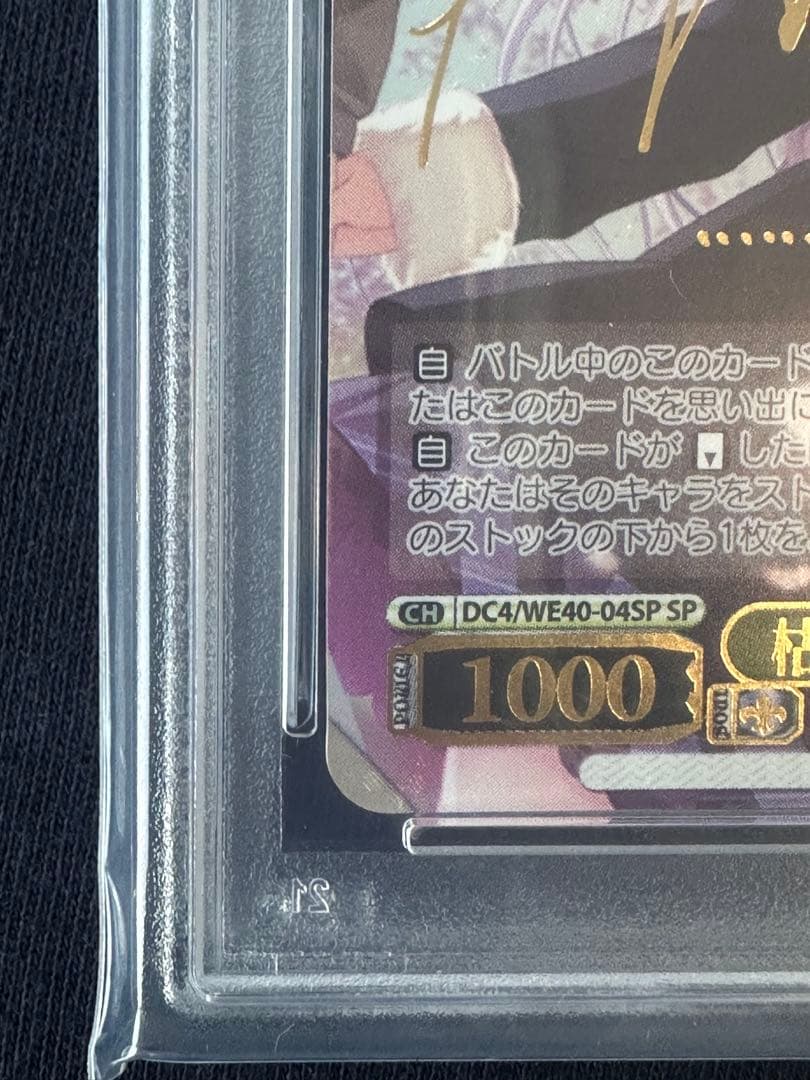 自 バトル中のこのカード
たはこのカードを思い出に
自 このカードが ▼ した
あなたはそのキャラをスト
のストックの下から1枚を
CH DC4/WE40-04SP SP
枯
POWER 1000 SOUL
21